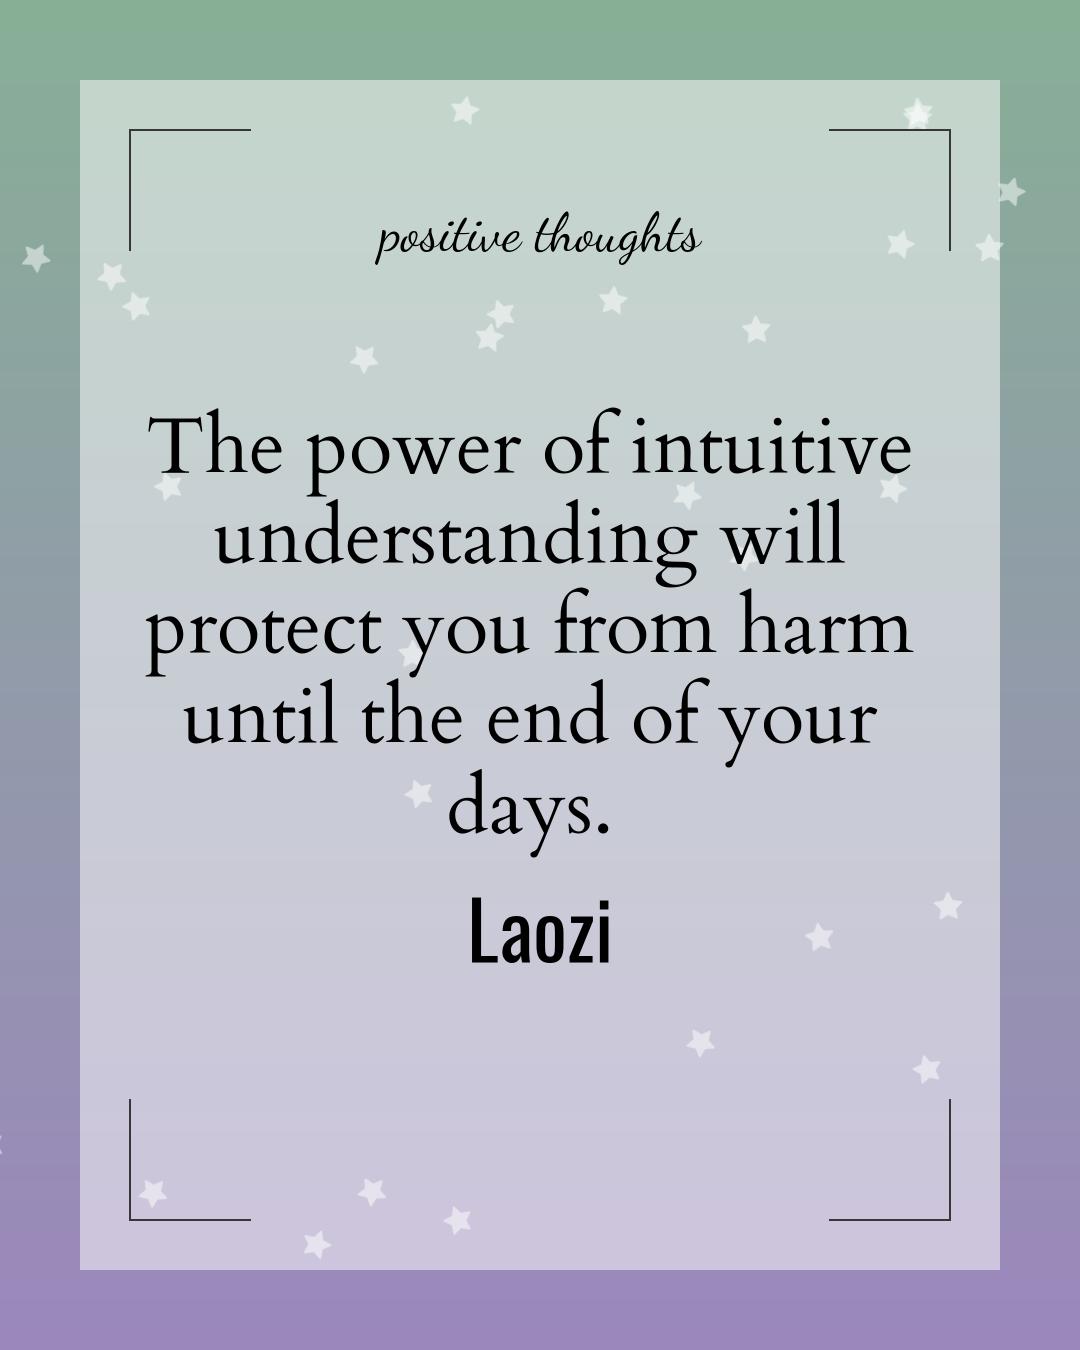 positive thoughts
The power of intuitive
understanding will
protect you from harm
until the end of your
days.
Laozi